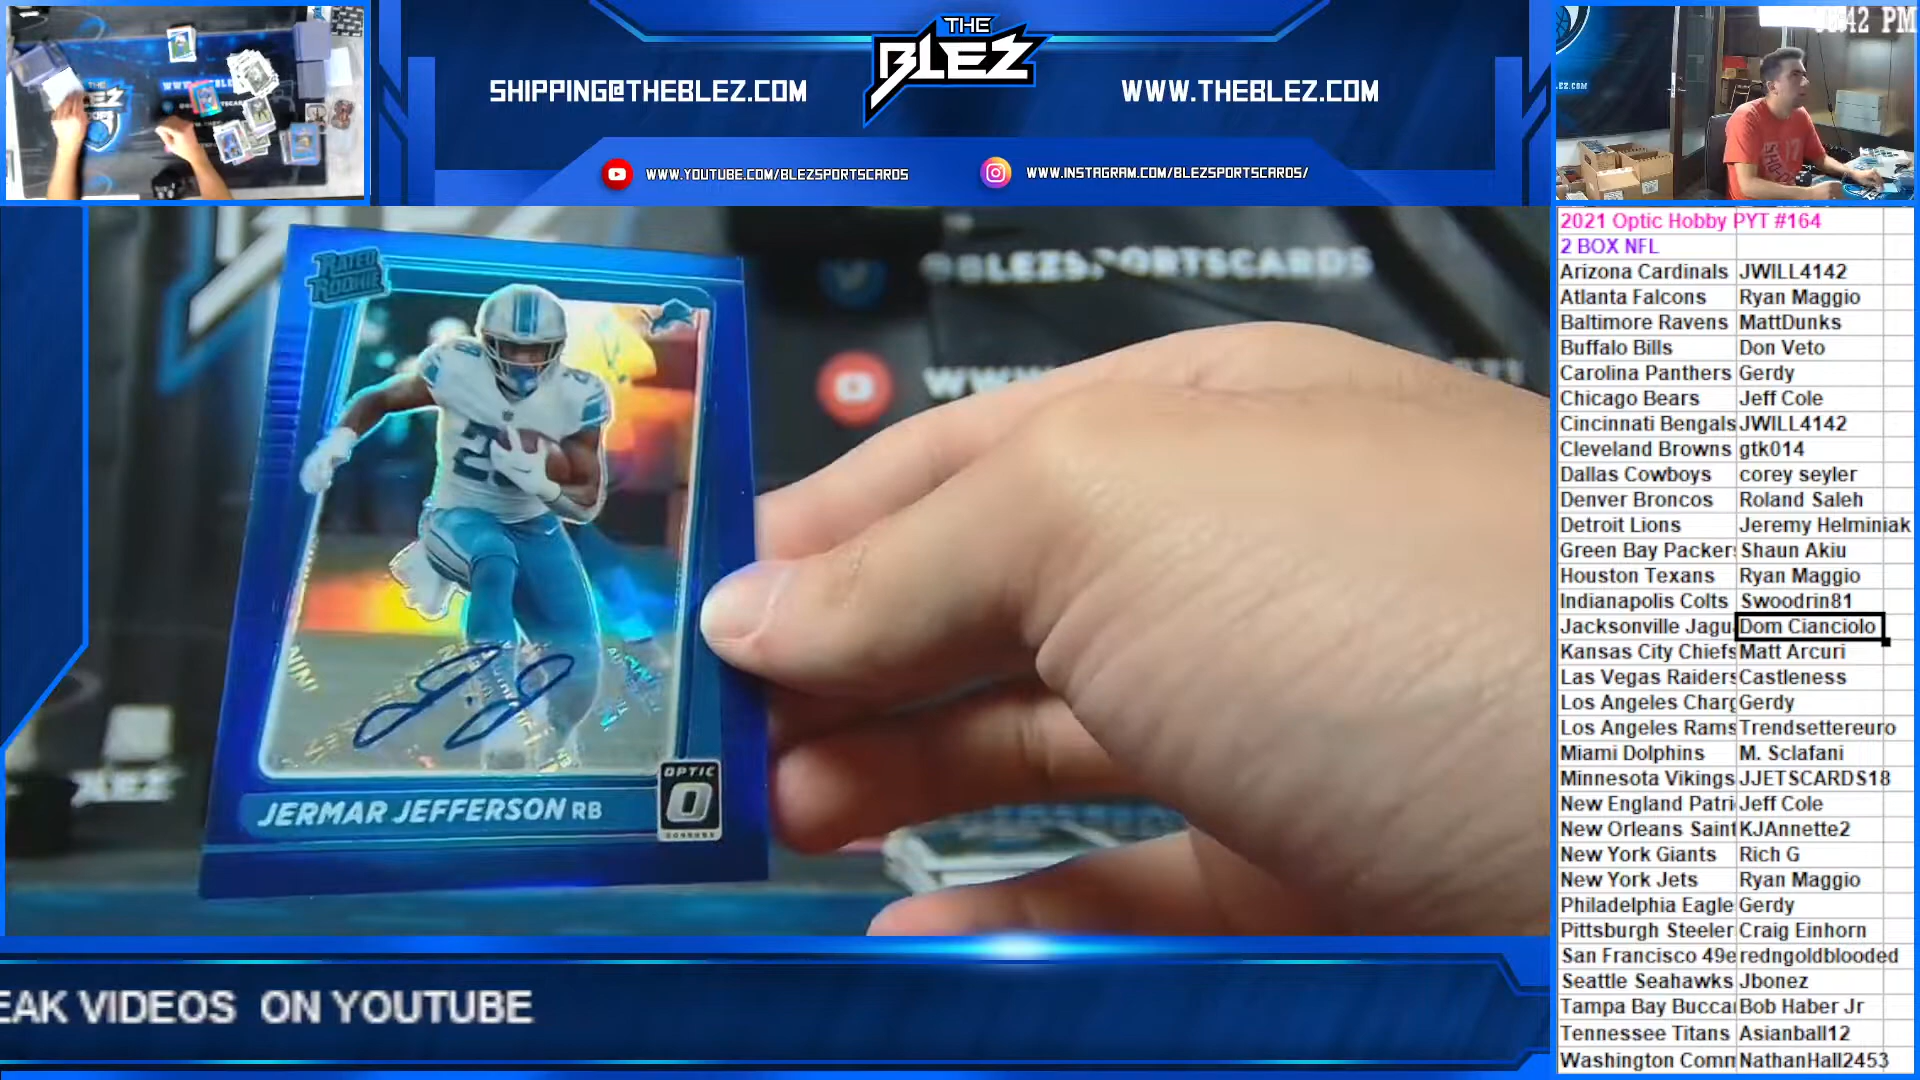 THE
BLEZ
SHIPPING@THEBLEZ.COM
WWW.THEBLEZ.COM
WWW.YOUTUBE.COM/BLEZSPORTSCARDS
WWW.INSTAGRAM.COM/BLEZSPORTSCARDS/
:42 PM
2021 Optic Hobby PYT #164
2 BOX NFL
Arizona Cardinals JWILL4142
Atlanta Falcons Ryan Maggio
Baltimore Ravens MattDunks
Buffalo Bills Don Veto
Carolina Panthers Gerdy
Chicago Bears Jeff Cole
Cincinnati Bengals JWILL4142
Cleveland Browns gtk014
Dallas Cowboys corey seyler
Denver Broncos Roland Saleh
Detroit Lions Jeremy Helminiak
Green Bay Packers Shaun Akiu
Houston Texans Ryan Maggio
Indianapolis Colts Swoodrin81
Jacksonville Jagu Dom Cianciolo
Kansas City Chiefs Matt Arcuri
Las Vegas Raiders Castleness
Los Angeles Charg Gerdy
Los Angeles Rams Trendsettereuro
Miami Dolphins M. Sclafani
Minnesota Vikings JJETSCARDS18
New England Patri Jeff Cole
New Orleans Saint KJAnnette2
New York Giants Rich G
New York Jets Ryan Maggio
Philadelphia Eagle Gerdy
Pittsburgh Steeler Craig Einhorn
San Francisco 49e redngoldblooded
Seattle Seahawks Jbonez
Tampa Bay Bucca Bob Haber Jr
Tennessee Titans Asianball12
Washington Comm NathanHall2453
RATED
ROOKIE
JERMAR JEFFERSON RB
OPTIC
O
DONRUSS
@BLEZSPORTSCARDS
WWW
BLEZ
EAK VIDEOS ON YOUTUBE